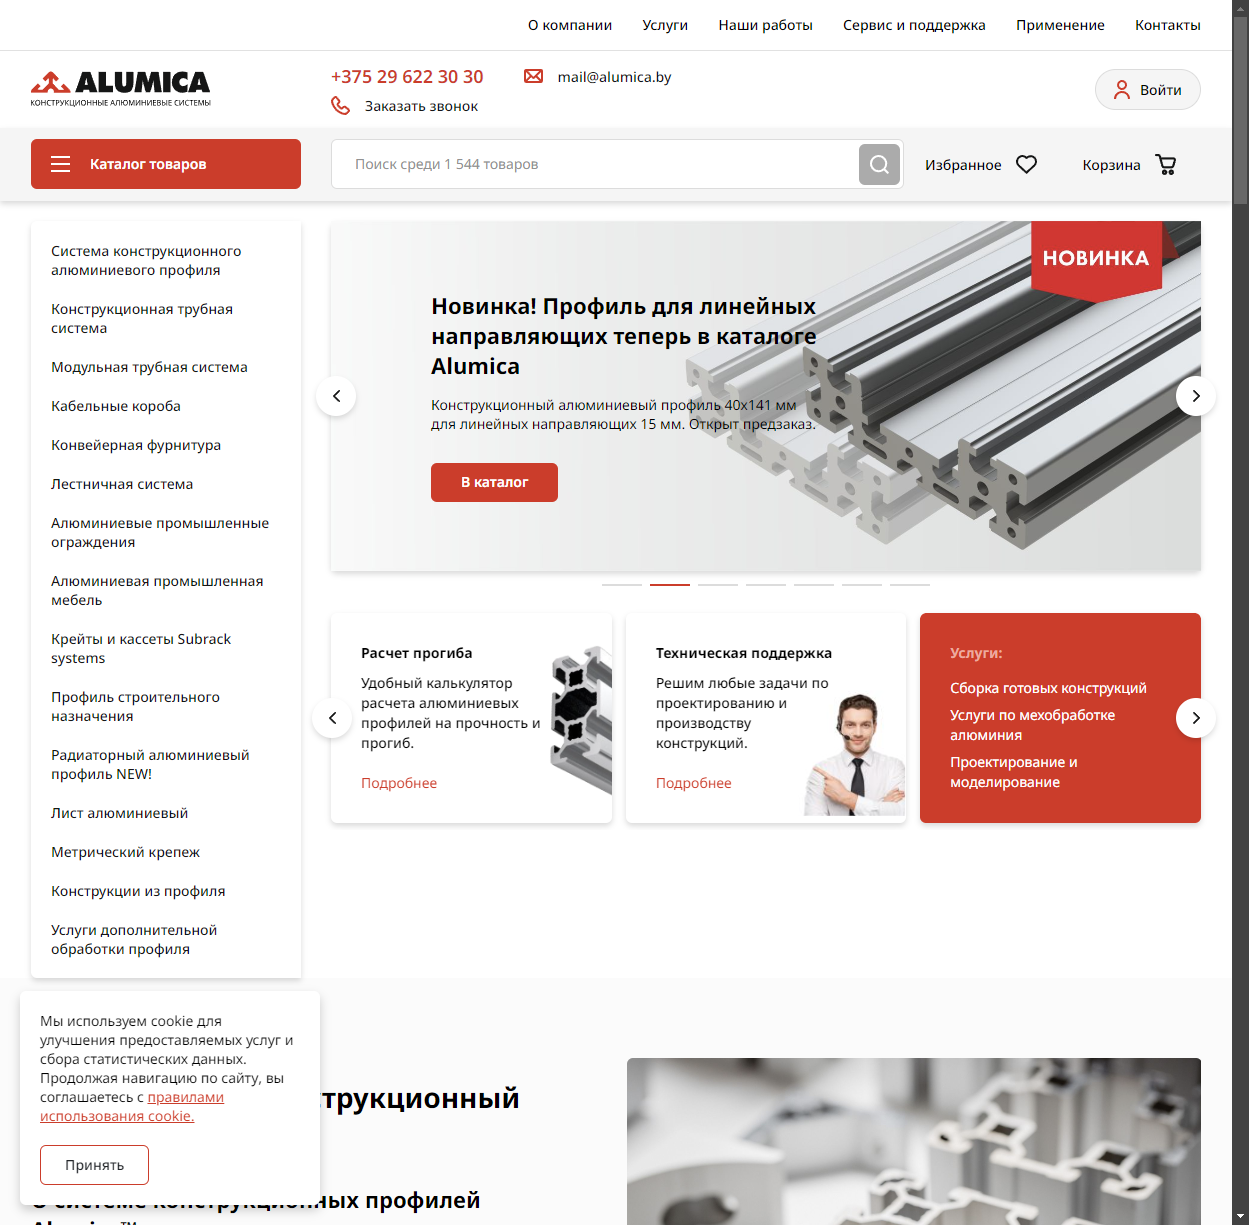 О компании
Услуги
Наши работы
Сервис и поддержка
Применение
Контакты
ALUMICA
КОНСТРУКЦИОННЫЕ АЛЮМИНИЕВЫЕ СИСТЕМЫ
+375 29 622 30 30
mail@alumica.by
Заказать звонок
Войти
Каталог товаров
Поиск среди 1 544 товаров
Избранное
Корзина
Система конструкционного
алюминиевого профиля
Конструкционная трубная
система
Модульная трубная система
Кабельные короба
Конвейерная фурнитура
Лестничная система
Алюминиевые промышленные
ограждения
Алюминиевая промышленная
мебель
Крейты и кассеты Subrack
systems
Профиль строительного
назначения
Радиаторный алюминиевый
профиль NEW!
Лист алюминиевый
Метрический крепеж
Конструкции из профиля
Услуги дополнительной
обработки профиля
НОВИНКА
Новинка! Профиль для линейных
направляющих теперь в каталоге
Alumica
Конструкционный алюминиевый профиль 40х141 мм
для линейных направляющих 15 мм. Открыт предзаказ.
В каталог
Расчет прогиба
Удобный калькулятор
расчета алюминиевых
профилей на прочность и
прогиб.
Подробнее
Техническая поддержка
Решим любые задачи по
проектированию и
производству
конструкций.
Подробнее
Услуги:
Сборка готовых конструкций
Услуги по мехобработке
алюминия
Проектирование и
моделирование
Мы используем cookie для
улучшения предоставляемых услуг и
сбора статистических данных.
Продолжая навигацию по сайту, вы
соглашаетесь с правилами
использования cookie.
Принять
трукционный
О системе конструкционных профилей
Alumica™